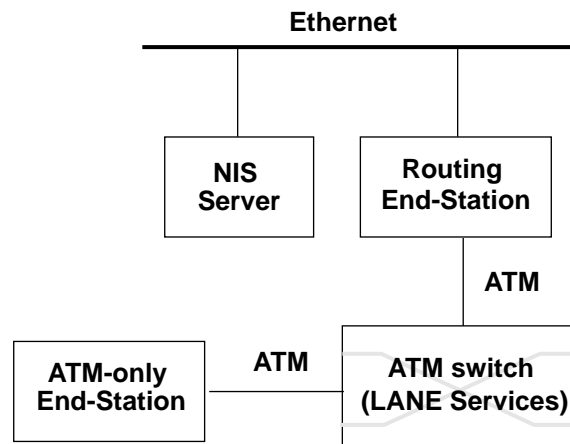 Ethernet
NIS
Server
Routing
End-Station
ATM
ATM-only
End-Station
ATM
ATM switch
(LANE Services)